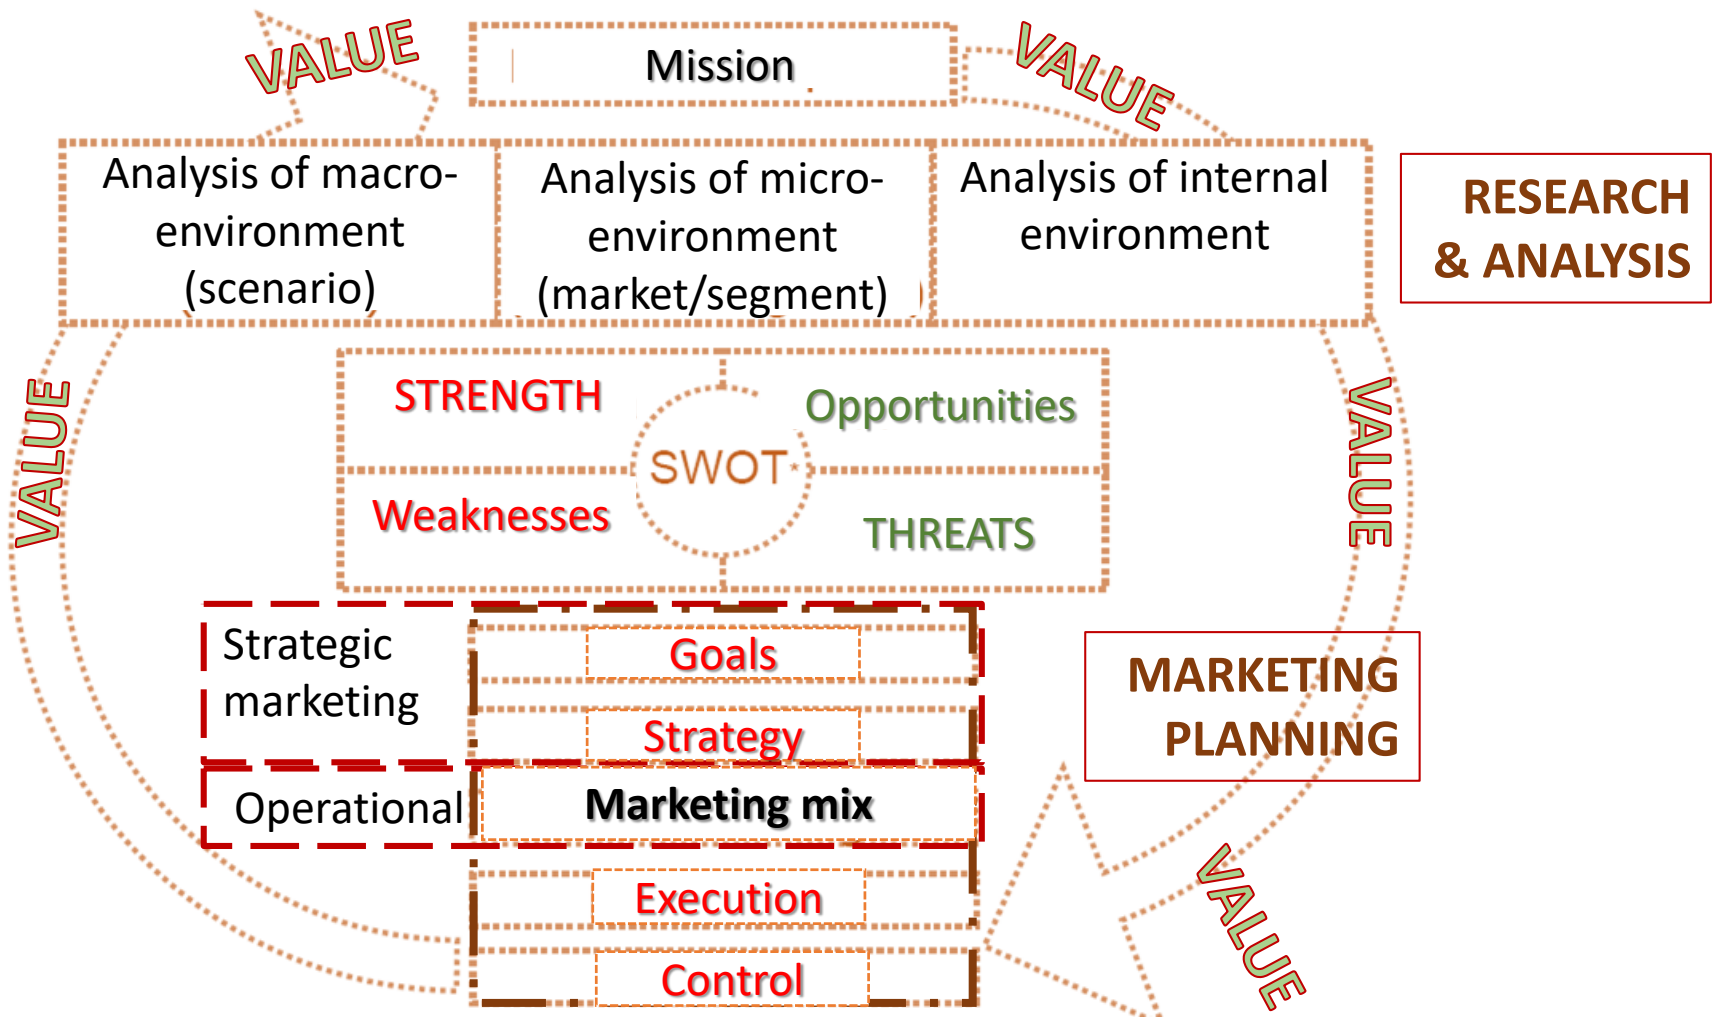 VALUE
Mission
VALUE
Analysis of macro-
environment
(scenario)
Analysis of micro-
environment
(market/segment)
Analysis of internal
environment
RESEARCH
& ANALYSIS
VALUE
STRENGTH
Opportunities
SWOT*
Weaknesses
THREATS
VALUE
Strategic
marketing
Goals
Strategy
MARKETING
PLANNING
Operational
Marketing mix
Execution
Control
VALUE